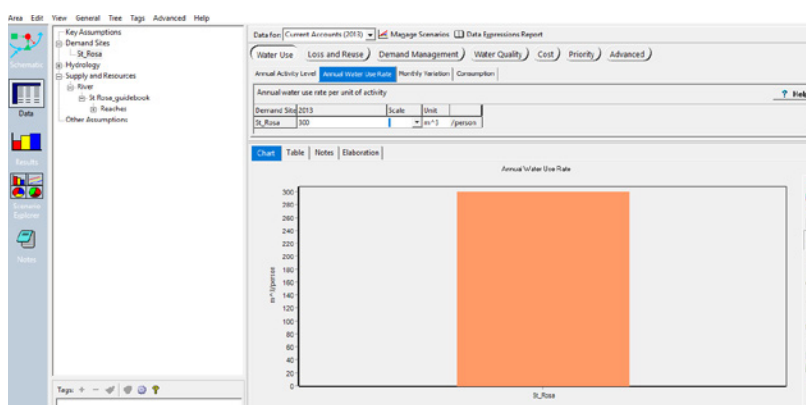 Area Edit View General Tree Tags Advanced Help
Key Assumptions
Demand Sites
St_Rosa
Hydrology
Supply and Resources
River
St Rosa_guidebook
Reaches
Other Assumptions
Schematic
Data
Results
Scenario Explorer
Notes
Data for: Current Accounts (2013) Manage Scenarios Data Expressions Report
Water Use Loss and Reuse Demand Management Water Quality Cost Priority Advanced
Annual Activity Level Annual Water Use Rate Monthly Variation Consumption
Annual water use rate per unit of activity
Help
Demand Site 2013 Scale Unit
St_Rosa 300 m^3 /person
Chart Table Notes Elaboration
Annual Water Use Rate
300
280
260
240
220
200
180
160
140
120
100
80
60
40
20
0
m^3/person
St_Rosa
Tags